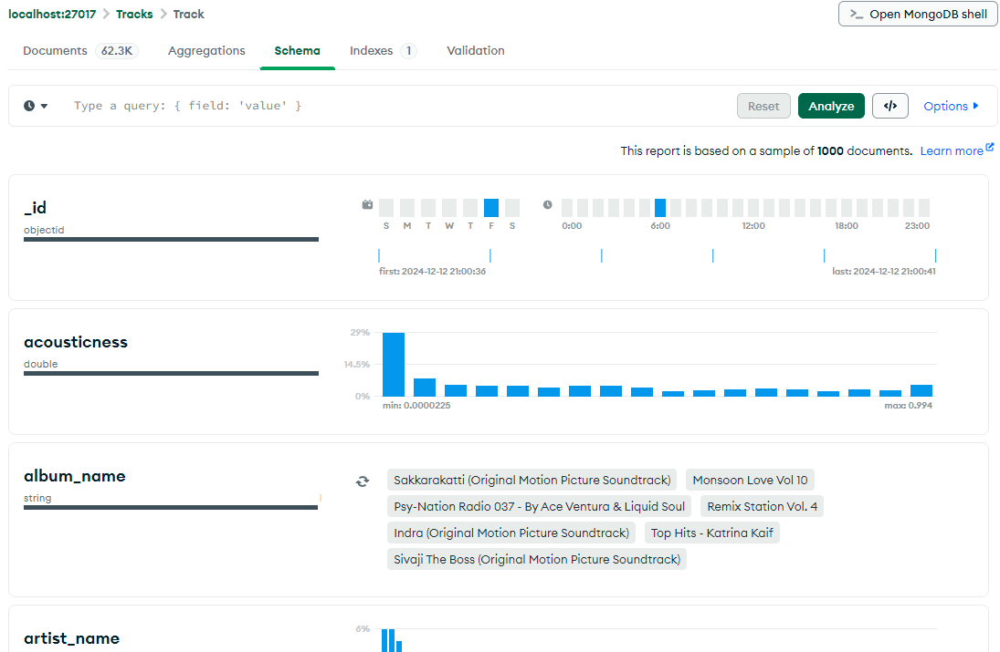 localhost:27017 > Tracks > Track
>_ Open MongoDB shell
Documents 62.3K Aggregations Schema Indexes 1 Validation
Type a query: { field: 'value' }
Reset Analyze </> Options
This report is based on a sample of 1000 documents. Learn more
_id
objectid
S M T W T F S
0:00 6:00 12:00 18:00 23:00
first: 2024-12-12 21:00:36 last: 2024-12-12 21:00:41
acousticness
double
29%
14.5%
0%
min: 0.0000225 max: 0.994
album_name
string
Sakkarakatti (Original Motion Picture Soundtrack) Monsoon Love Vol 10
Psy-Nation Radio 037 - By Ace Ventura & Liquid Soul Remix Station Vol. 4
Indra (Original Motion Picture Soundtrack) Top Hits - Katrina Kaif
Sivaji The Boss (Original Motion Picture Soundtrack)
artist_name
6%